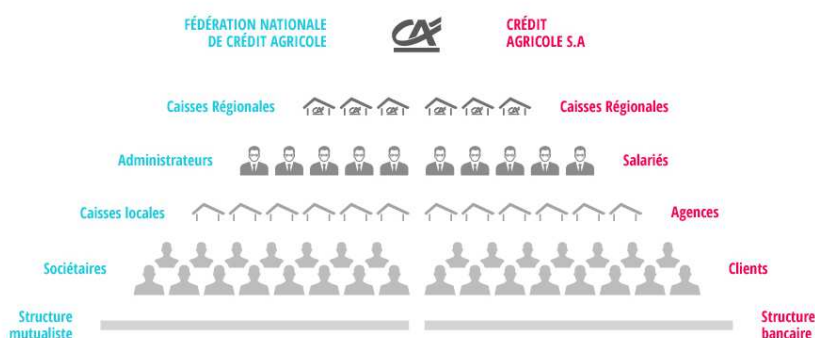 FÉDÉRATION NATIONALE
DE CRÉDIT AGRICOLE
CA
CRÉDIT
AGRICOLE S.A
Caisses Régionales
Caisses Régionales
Administrateurs
Salariés
Caisses locales
Agences
Sociétaires
Clients
Structure
mutualiste
Structure
bancaire